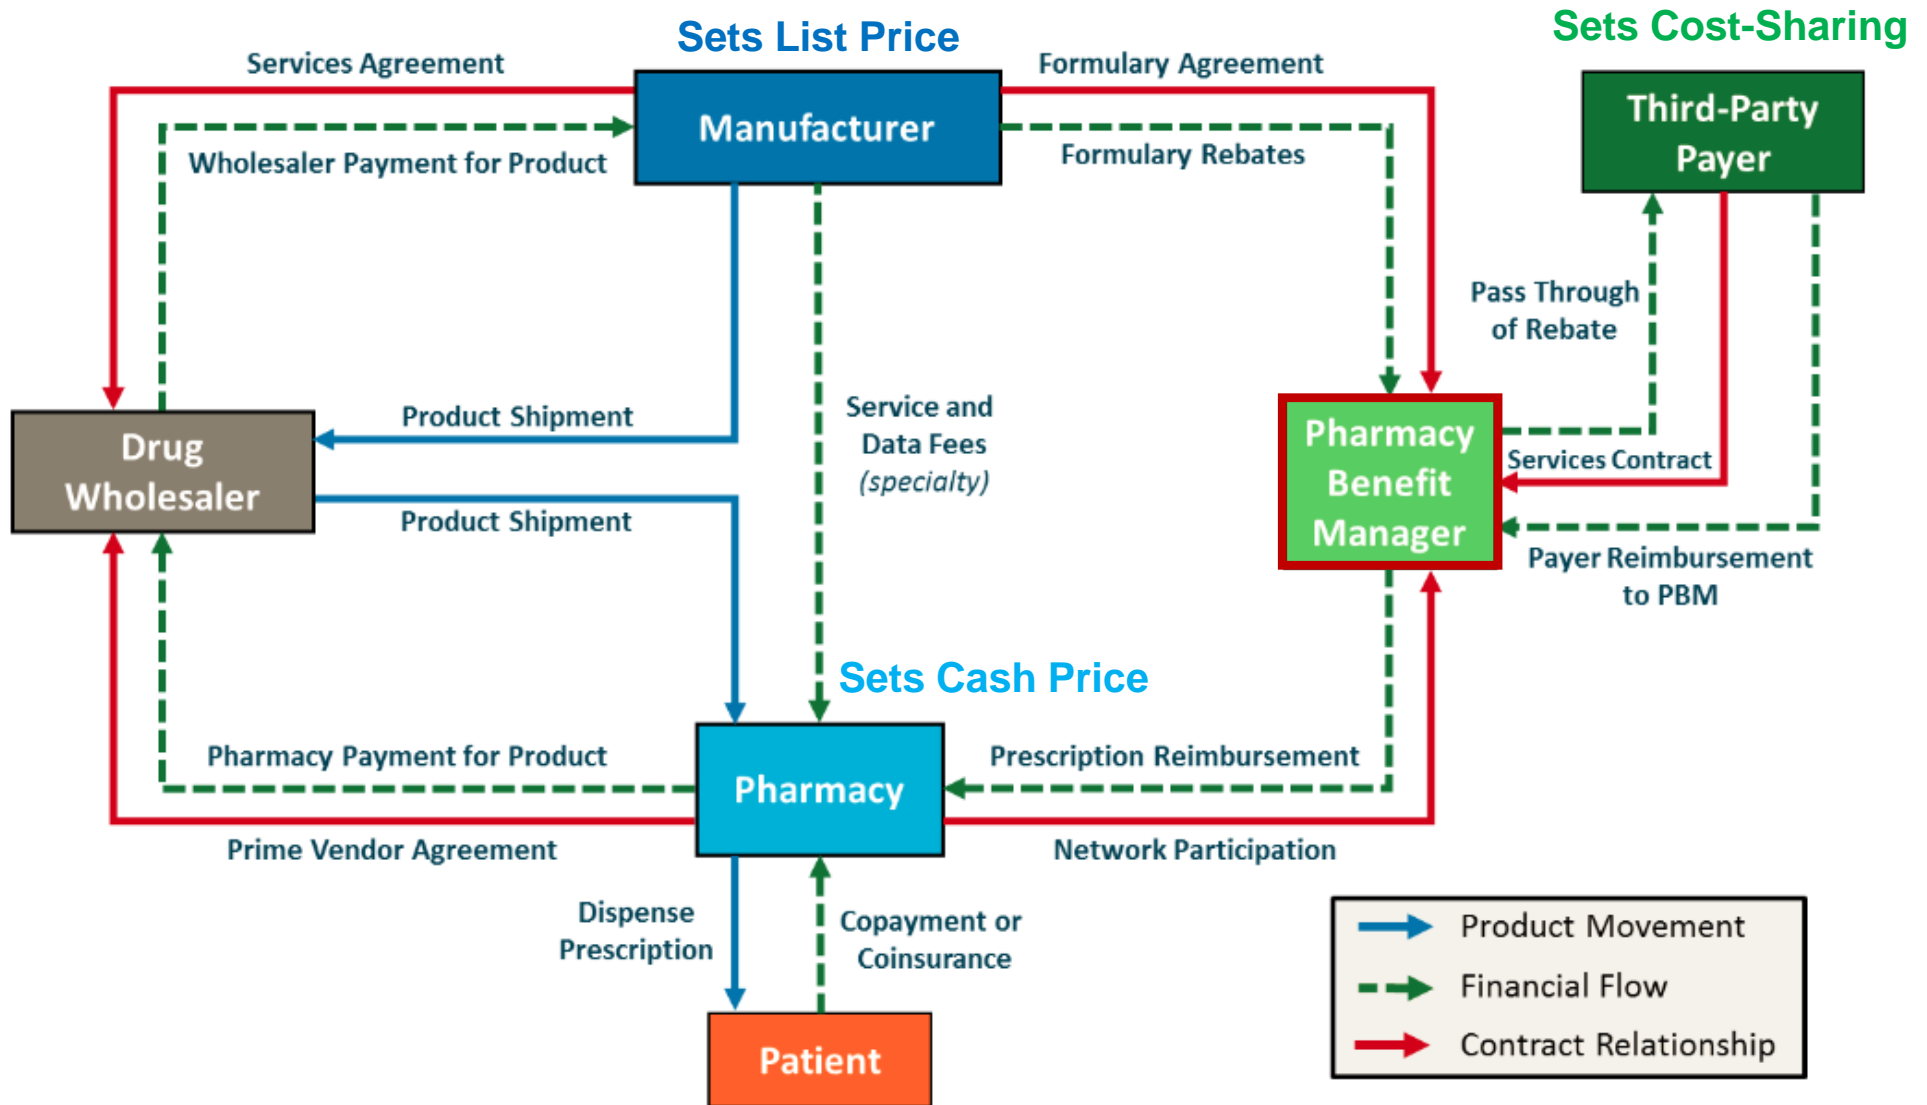 Sets List Price
Sets Cost-Sharing
Services Agreement
Formulary Agreement
Manufacturer
Third-Party
Payer
Wholesaler Payment for Product
Formulary Rebates
Pass Through
of Rebate
Product Shipment
Service and
Data Fees
(specialty)
Drug
Wholesaler
Pharmacy
Benefit
Manager
Services Contract
Product Shipment
Payer Reimbursement
to PBM
Sets Cash Price
Pharmacy Payment for Product
Prescription Reimbursement
Pharmacy
Prime Vendor Agreement
Network Participation
Dispense
Prescription
Copayment or
Coinsurance
Patient
Product Movement
Financial Flow
Contract Relationship